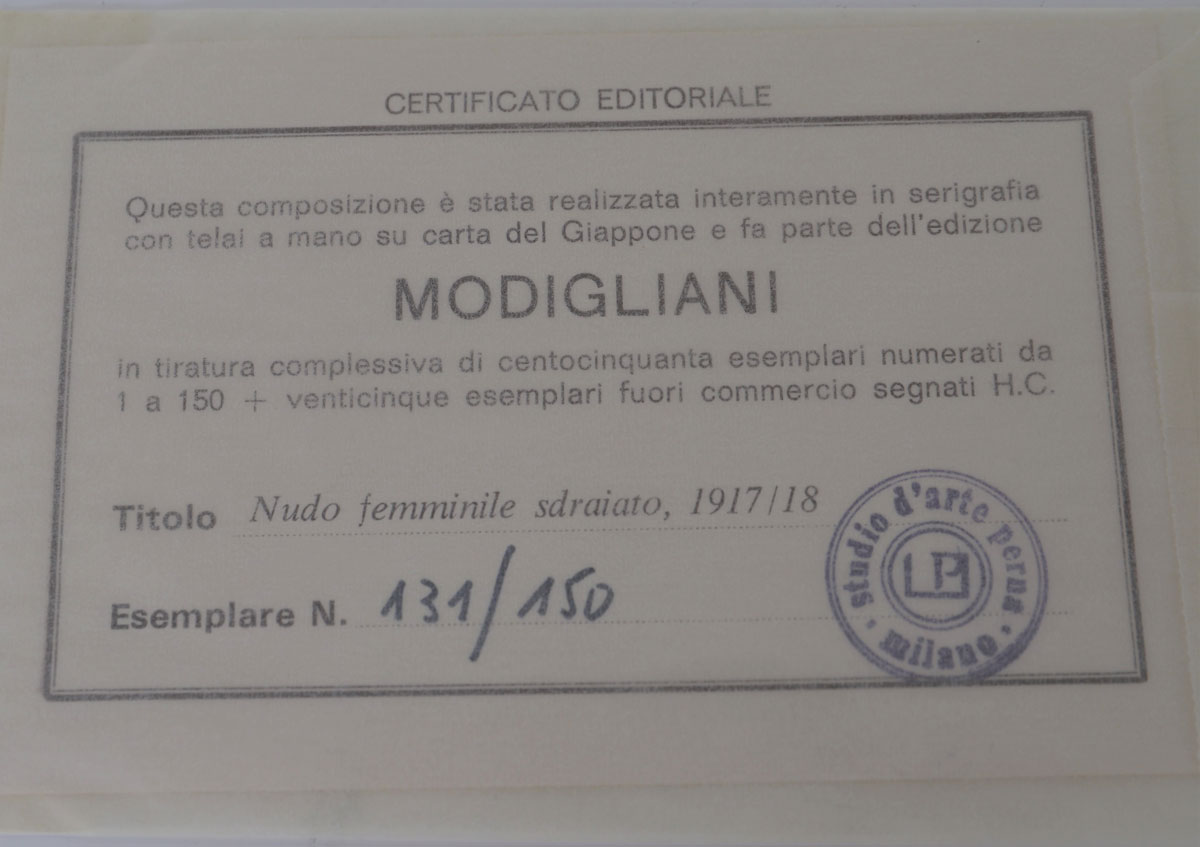 CERTIFICATO EDITORIALE
Questa composizione è stata realizzata interamente in serigrafia
con telai a mano su carta del Giappone e fa parte dell'edizione
MODIGLIANI
in tiratura complessiva di centocinquanta esemplari numerati da
1 a 150 + venticinque esemplari fuori commercio segnati H.C.
Titolo Nudo femminile sdraiato, 1917/18
Esemplare N. 131/150
studio d'arte perna
LP
· milano ·